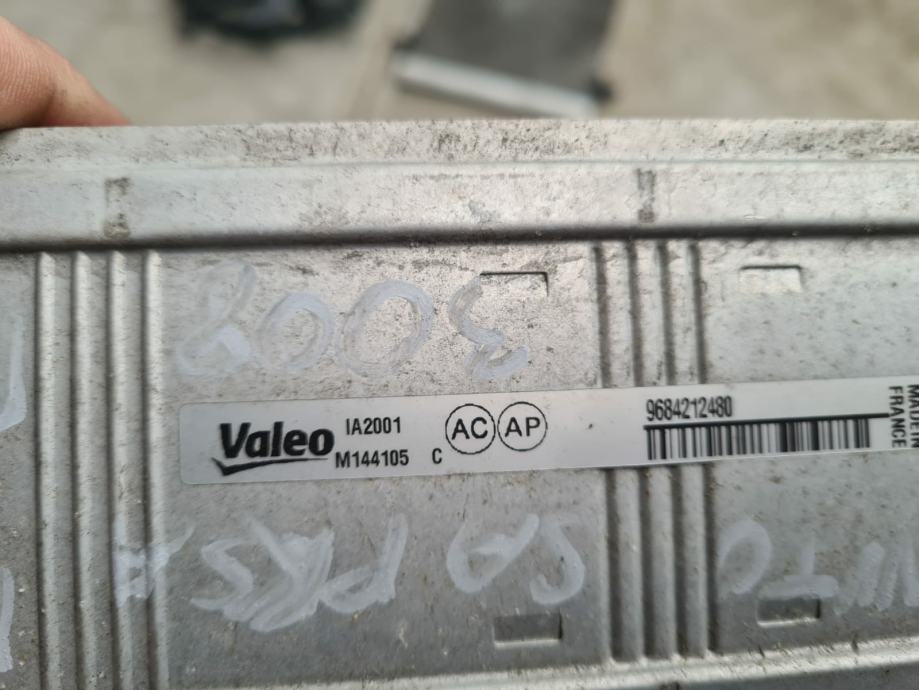 3008
Valeo
IA2001
M144105 C
AC AP
9684212480
MADE IN
FRANCE